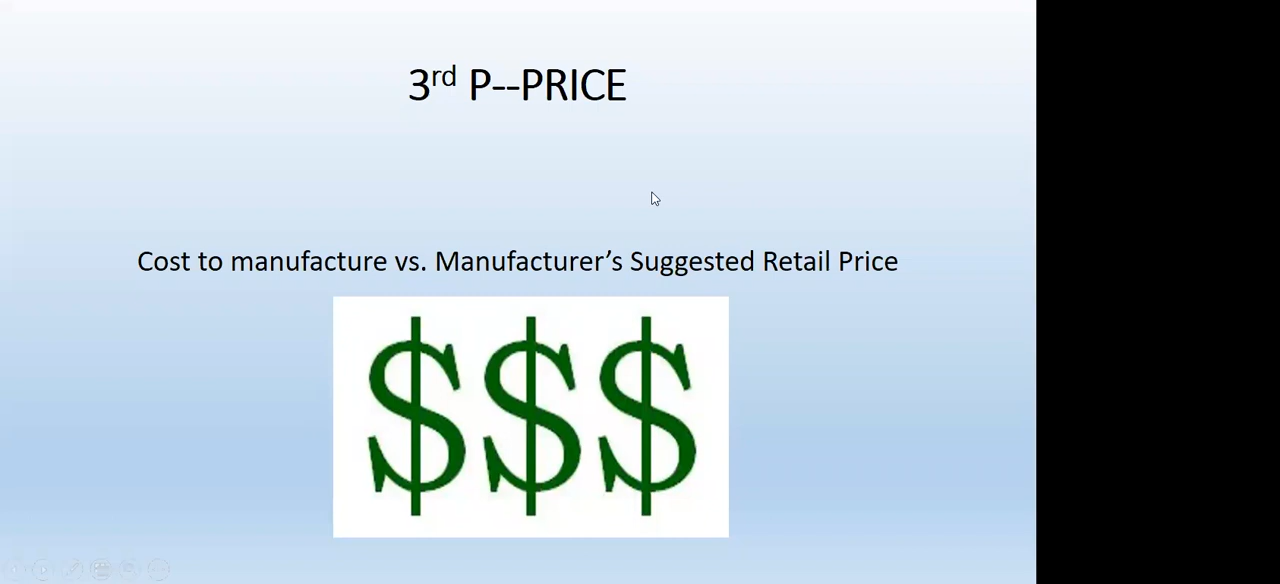 3rd P--PRICE
Cost to manufacture vs. Manufacturer’s Suggested Retail Price
$$$